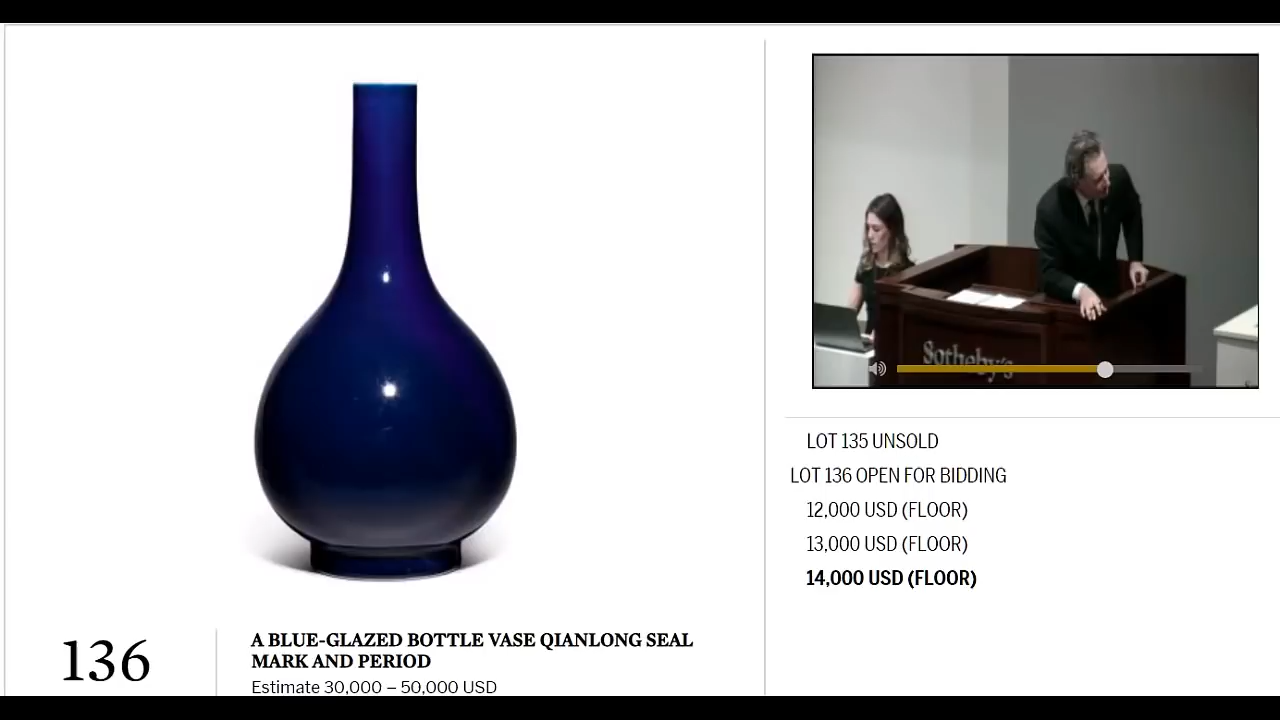 136
A BLUE-GLAZED BOTTLE VASE QIANLONG SEAL
MARK AND PERIOD
Estimate 30,000 – 50,000 USD
Sotheby's
LOT 135 UNSOLD
LOT 136 OPEN FOR BIDDING
12,000 USD (FLOOR)
13,000 USD (FLOOR)
14,000 USD (FLOOR)